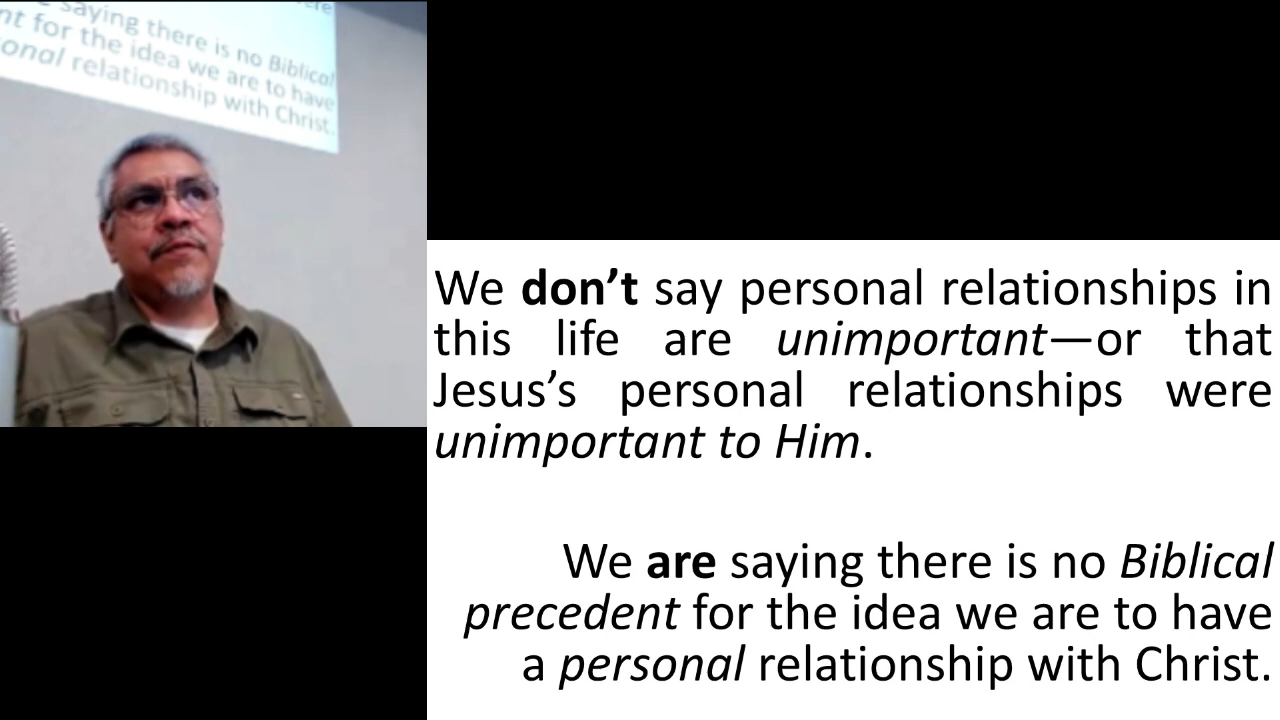 ere
saying there is no Biblical
nt for the idea we are to have
onal relationship with Christ.
We don’t say personal relationships in
this life are unimportant—or that
Jesus’s personal relationships were
unimportant to Him.
We are saying there is no Biblical
precedent for the idea we are to have
a personal relationship with Christ.